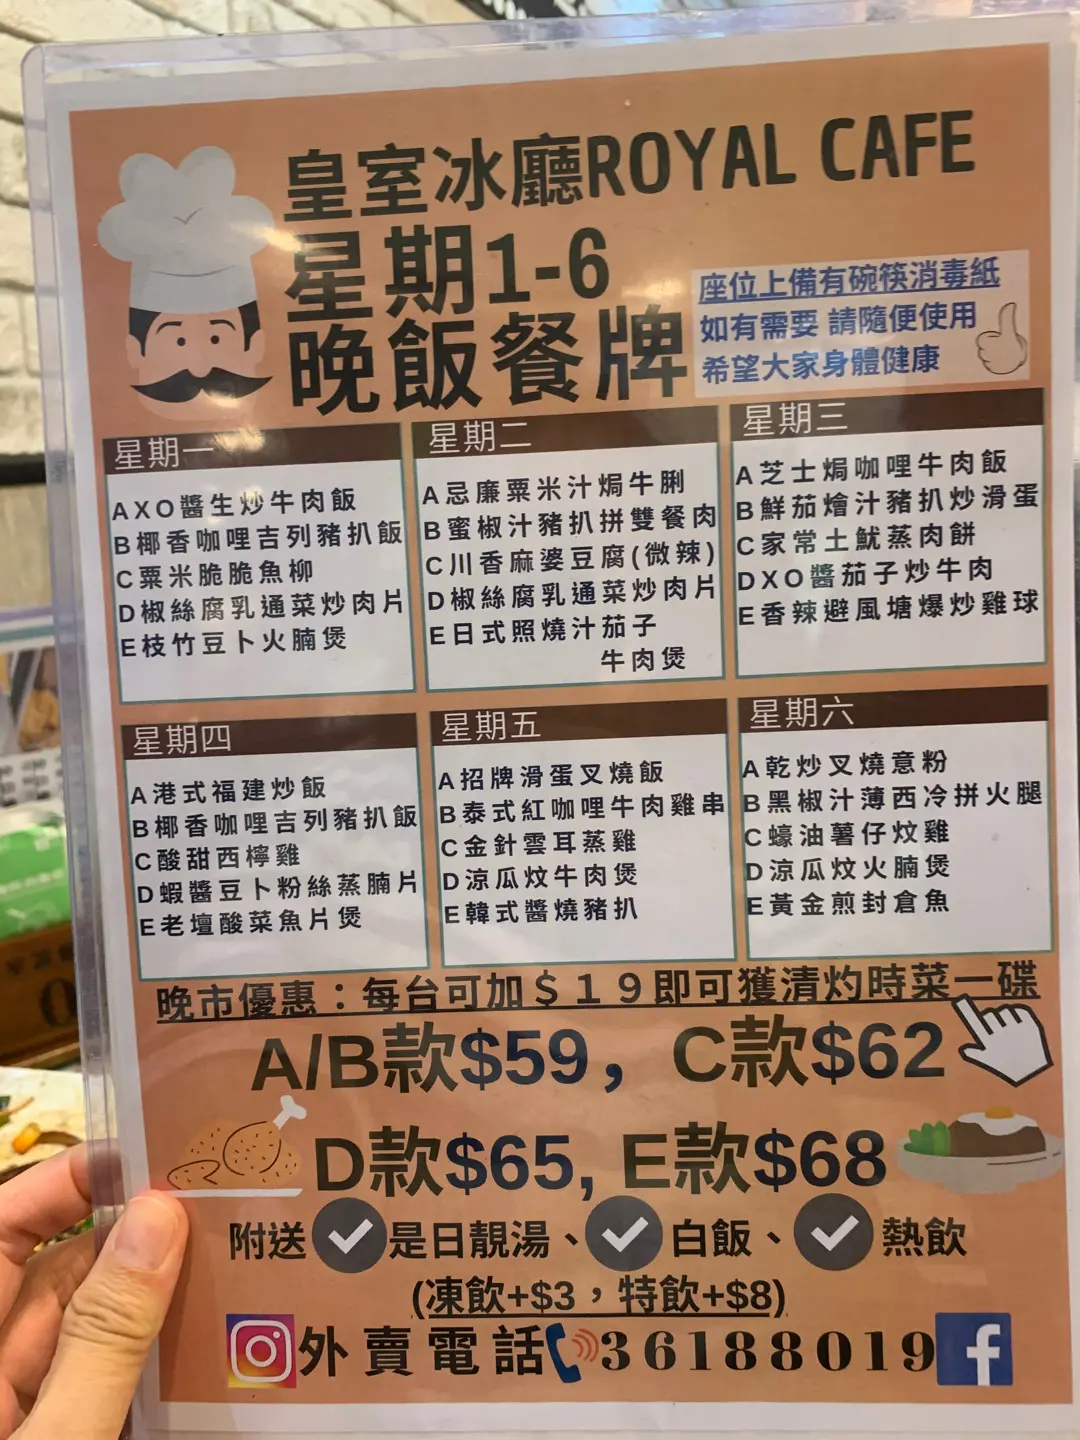 皇室冰廳ROYAL CAFE
星期1-6
晚飯餐牌
座位上備有碗筷消毒紙
如有需要 請隨便使用
希望大家身體健康
星期一
AXO醬生炒牛肉飯
B椰香咖哩吉列豬扒飯
C粟米脆脆魚柳
D椒絲腐乳通菜炒肉片
E枝竹豆卜火腩煲
星期二
A忌廉粟米汁焗牛脷
B蜜椒汁豬扒拼雙餐肉
C川香麻婆豆腐(微辣)
D椒絲腐乳通菜炒肉片
E日式照燒汁茄子
牛肉煲
星期三
A芝士焗咖哩牛肉飯
B鮮茄燴汁豬扒炒滑蛋
C家常土魷蒸肉餅
DXO醬茄子炒牛肉
E香辣避風塘爆炒雞球
星期四
A港式福建炒飯
B椰香咖哩吉列豬扒飯
C酸甜西檸雞
D蝦醬豆卜粉絲蒸腩片
E老壇酸菜魚片煲
星期五
A招牌滑蛋叉燒飯
B泰式紅咖哩牛肉雞串
C金針雲耳蒸雞
D涼瓜炆牛肉煲
E韓式醬燒豬扒
星期六
A乾炒叉燒意粉
B黑椒汁薄西冷拼火腿
C蠔油薯仔炆雞
D涼瓜炆火腩煲
E黃金煎封倉魚
晚市優惠：每台可加$19即可獲清灼時菜一碟
A/B款$59，C款$62
D款$65, E款$68
附送 是日靚湯、 白飯、 熱飲
(凍飲+$3，特飲+$8)
外賣電話 36188019